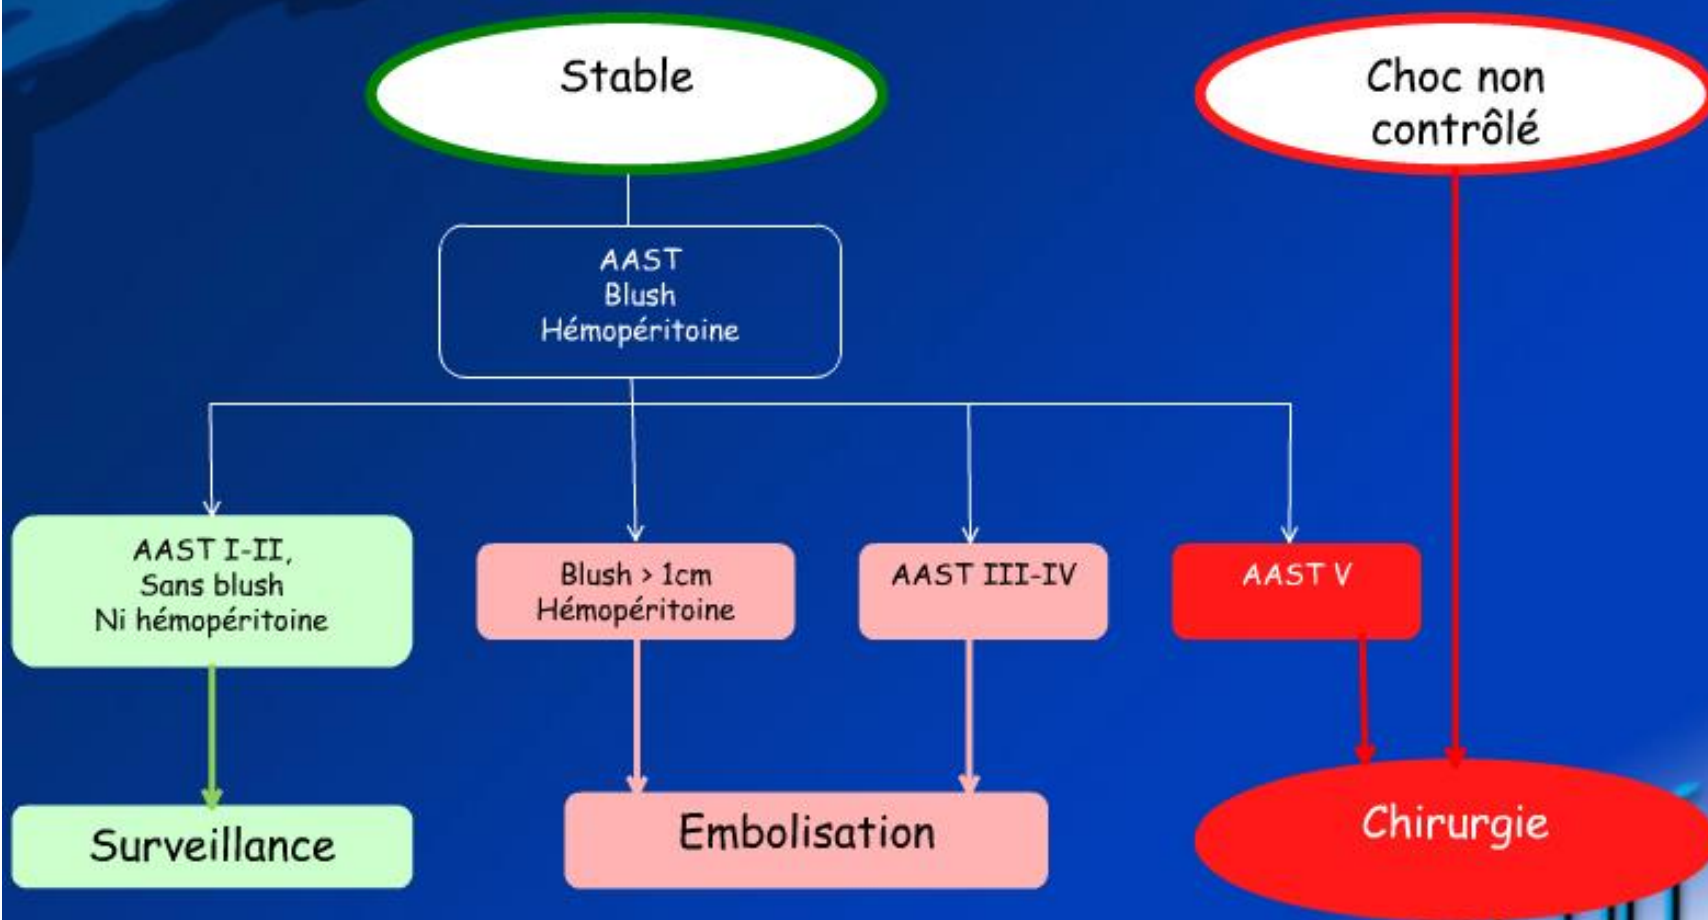 Stable
Choc non
contrôlé
AAST
Blush
Hémopéritoine
AAST I-II,
Sans blush
Ni hémopéritoine
Blush > 1cm
Hémopéritoine
AAST III-IV
AAST V
Surveillance
Embolisation
Chirurgie